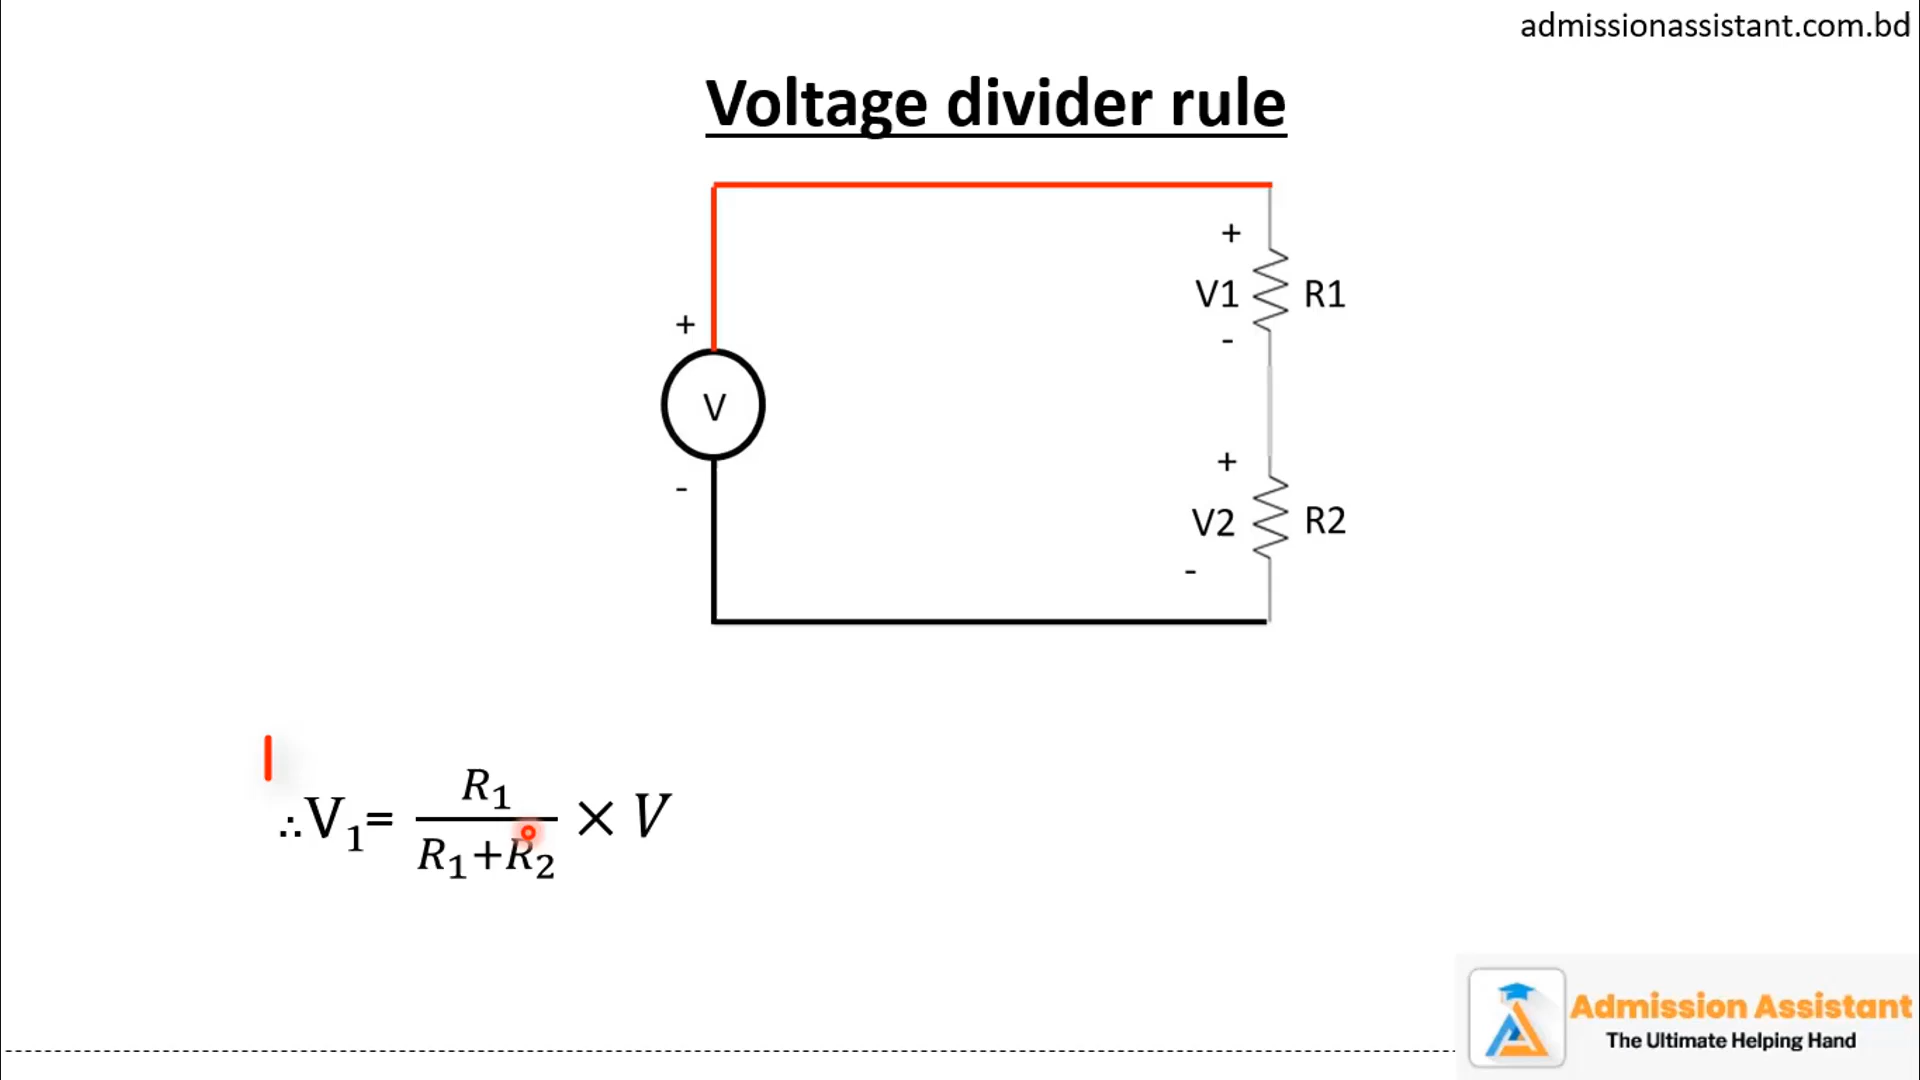 admissionassistant.com.bd
Voltage divider rule
+
V1
R1
+
-
V
+
-
V2
R2
-
∴V₁= R₁/(R₁+R₂) × V
Admission Assistant
The Ultimate Helping Hand